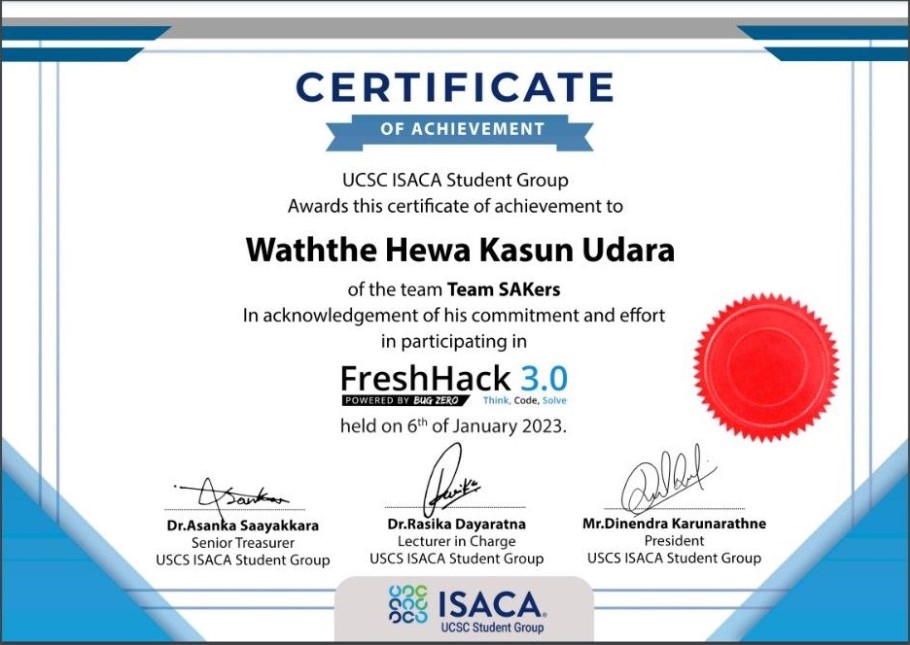 CERTIFICATE
OF ACHIEVEMENT
UCSC ISACA Student Group
Awards this certificate of achievement to
Waththe Hewa Kasun Udara
of the team Team SAKers
In acknowledgement of his commitment and effort
in participating in
FreshHack 3.0
POWERED BY BUG ZERO Think, Code, Solve
held on 6th of January 2023.
Dr.Asanka Saayakkara
Senior Treasurer
USCS ISACA Student Group
Dr.Rasika Dayaratna
Lecturer in Charge
USCS ISACA Student Group
Mr.Dinendra Karunarathne
President
USCS ISACA Student Group
ISACA.
UCSC Student Group